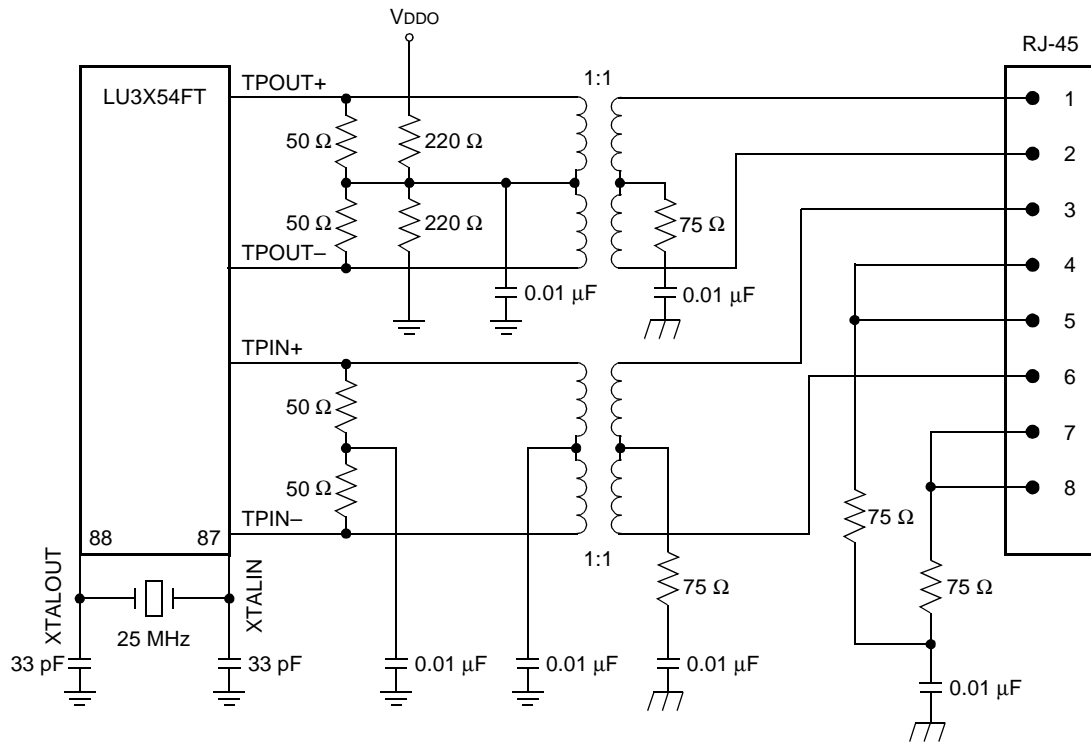 VDDO
RJ-45
LU3X54FT
TPOUT+
1:1
1
50 Ω
220 Ω
2
3
50 Ω
220 Ω
75 Ω
TPOUT–
4
0.01 µF
0.01 µF
5
TPIN+
6
50 Ω
7
50 Ω
8
75 Ω
TPIN–
88
87
1:1
XTALOUT
XTALIN
75 Ω
75 Ω
25 MHz
33 pF
33 pF
0.01 µF
0.01 µF
0.01 µF
0.01 µF